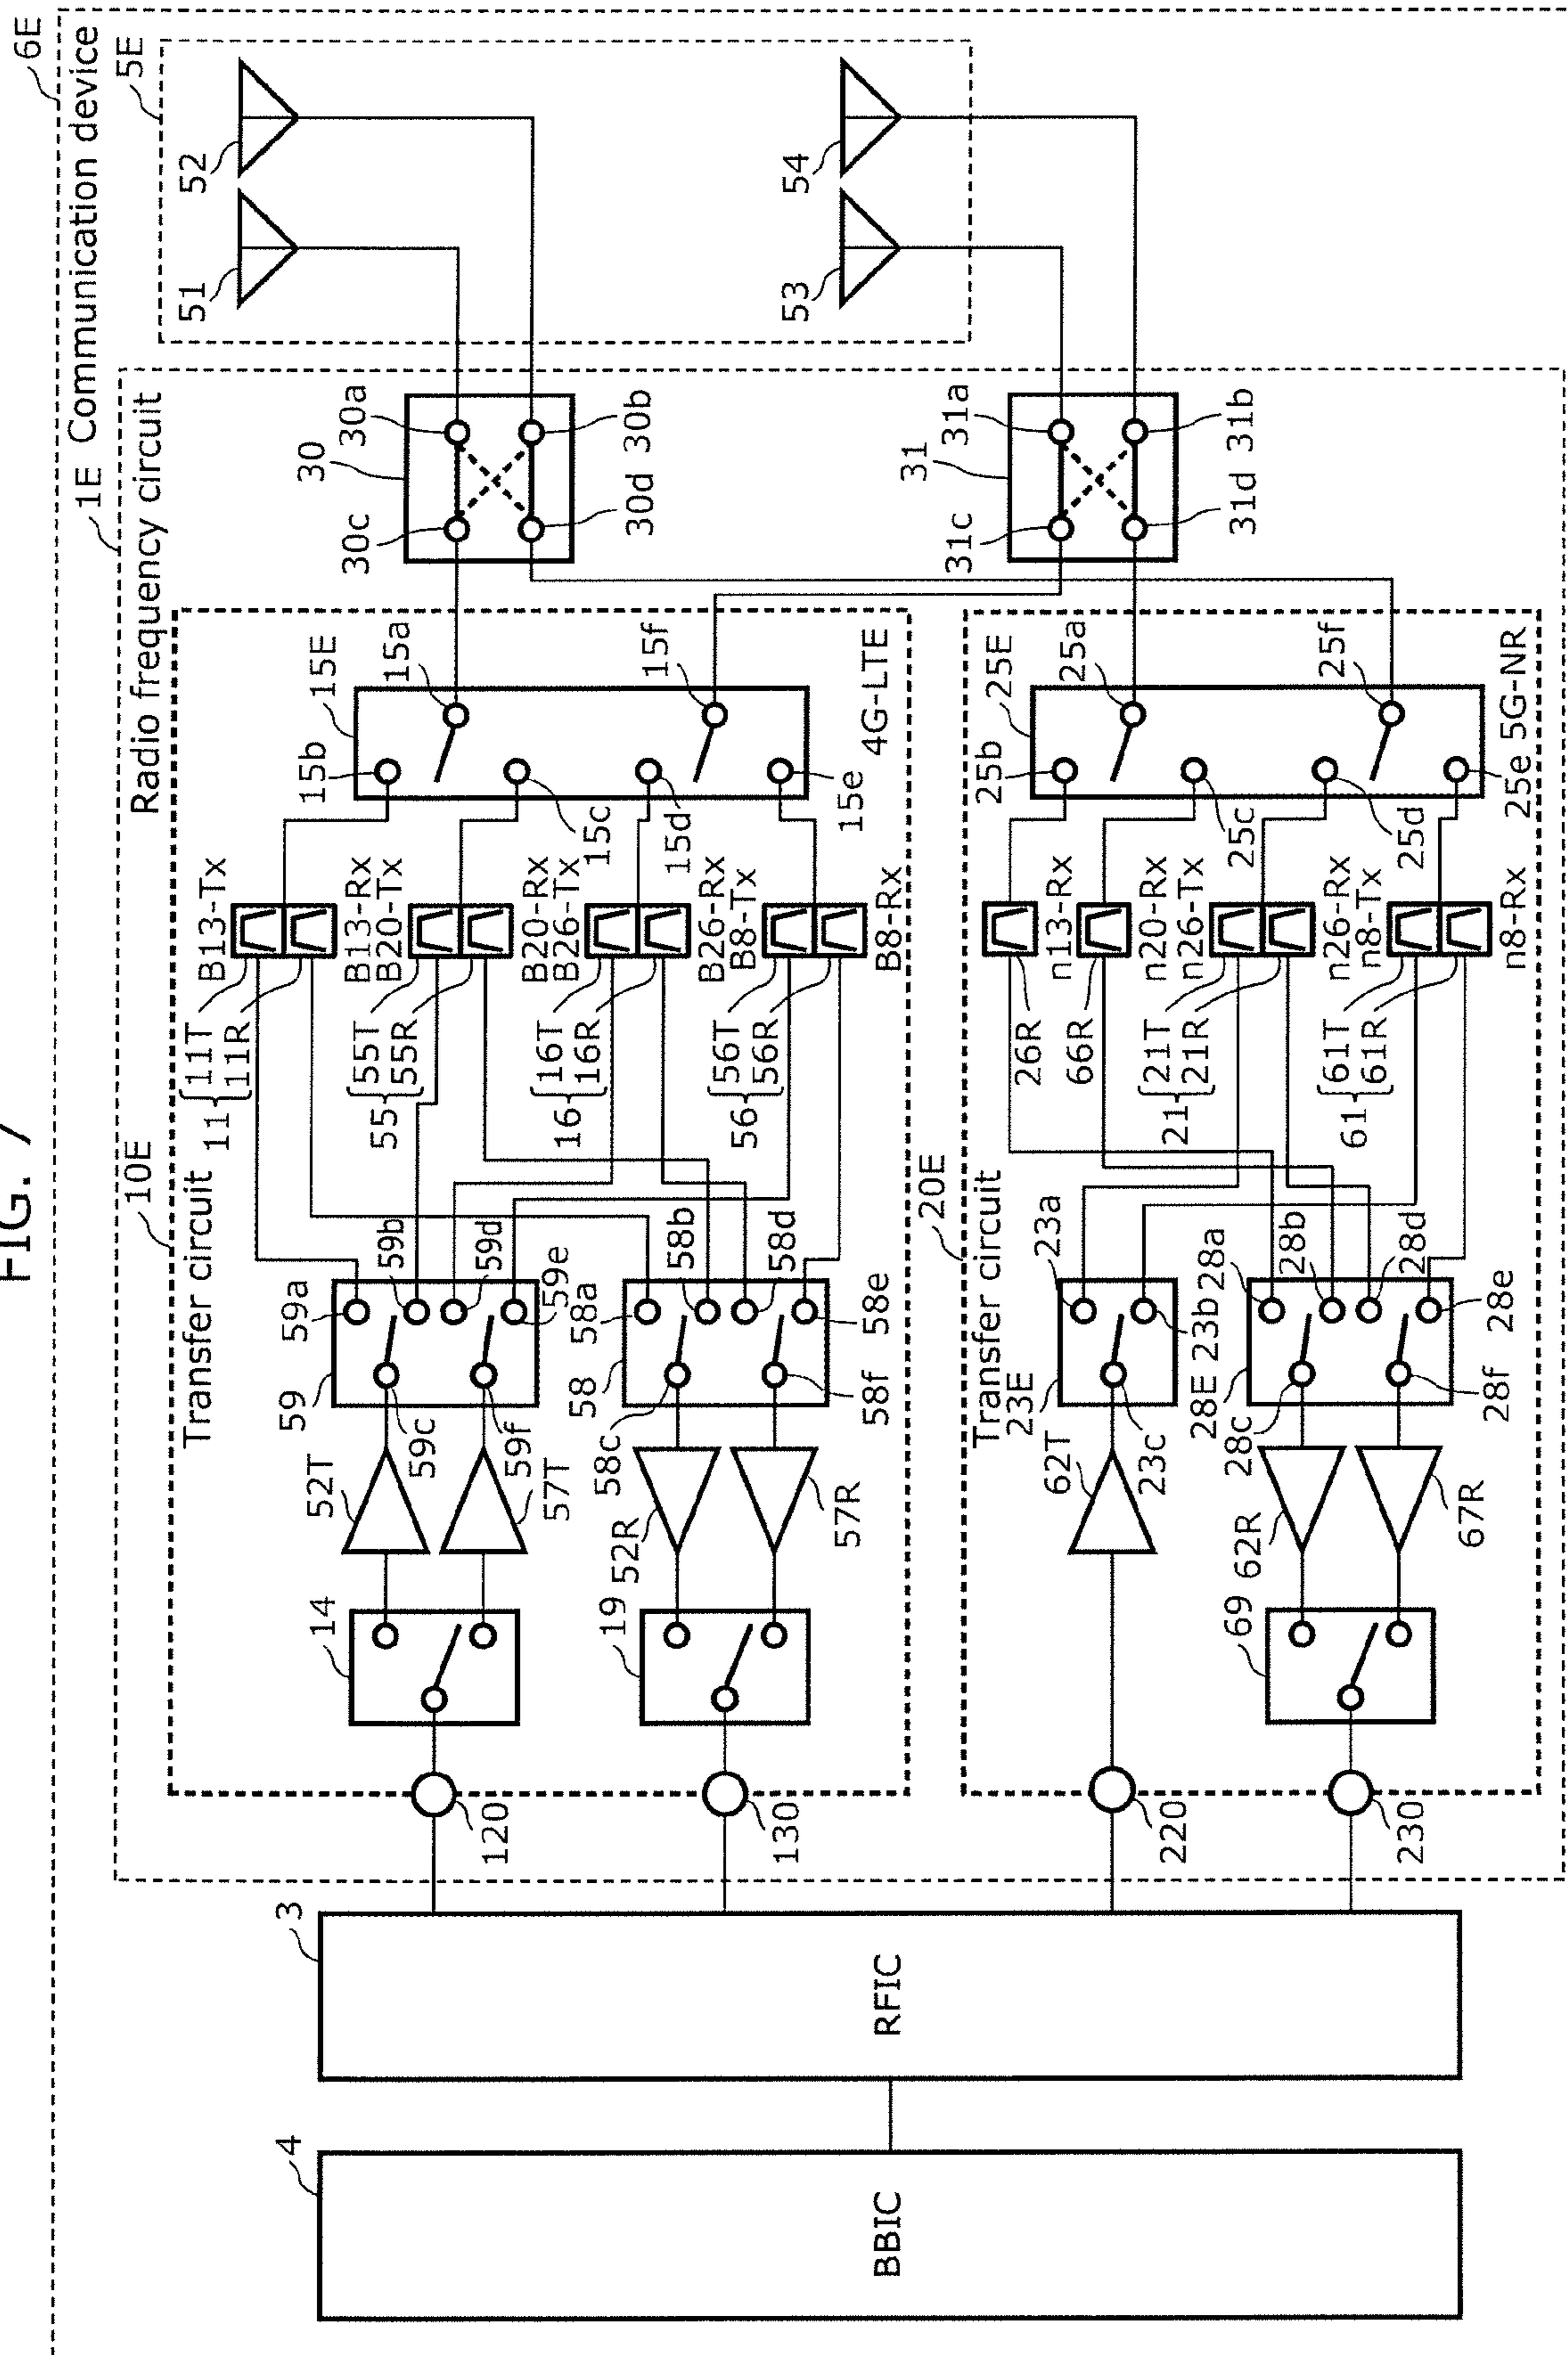 FIG. 7
6E
Communication device
1E
Radio frequency circuit
5E
51
52
53
54
30
30a
30b
30c
30d
31
31a
31b
31c
31d
10E
Transfer circuit
4G-LTE
15E
15a
15b
15c
15d
15e
15f
B13-Tx
B13-Rx
B20-Tx
B20-Rx
B26-Tx
B26-Rx
B8-Tx
B8-Rx
11 { 11T
11R
55 { 55T
55R
16 { 16T
16R
56 { 56T
56R
59
59a
59b
59c
59d
59e
59f
58
58a
58b
58c
58d
58e
58f
52T
57T
52R
57R
14
19
120
130
20E
Transfer circuit
5G-NR
25E
25a
25b
25c
25d
25e
25f
n13-Rx
n20-Rx
n26-Tx
n26-Rx
n8-Tx
n8-Rx
26R
66R
21 { 21T
21R
61 { 61T
61R
23E
23a
23b
23c
28E
28a
28b
28c
28d
28e
28f
62T
62R
67R
69
220
230
3
RFIC
4
BBIC